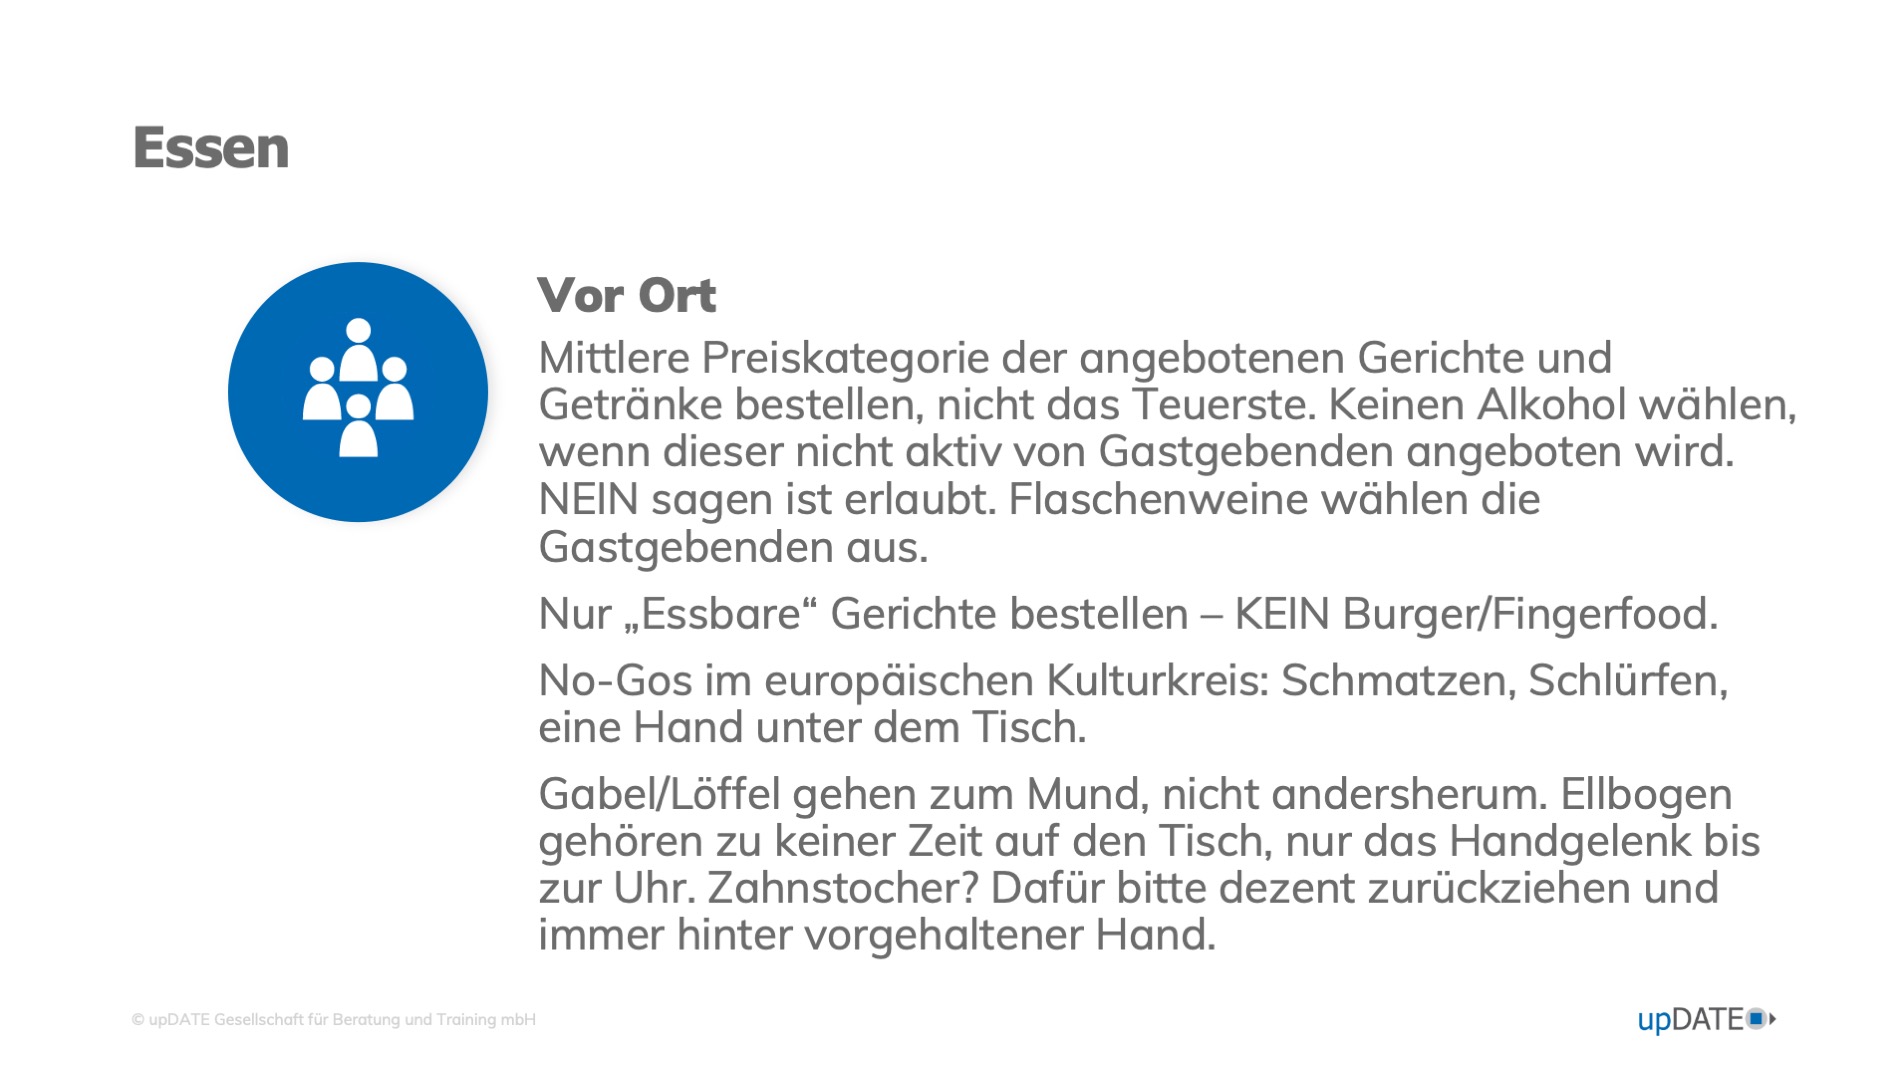 Essen
Vor Ort
Mittlere Preiskategorie der angebotenen Gerichte und
Getränke bestellen, nicht das Teuerste. Keinen Alkohol wählen,
wenn dieser nicht aktiv von Gastgebenden angeboten wird.
NEIN sagen ist erlaubt. Flaschenweine wählen die
Gastgebenden aus.
Nur „Essbare“ Gerichte bestellen – KEIN Burger/Fingerfood.
No-Gos im europäischen Kulturkreis: Schmatzen, Schlürfen,
eine Hand unter dem Tisch.
Gabel/Löffel gehen zum Mund, nicht andersherum. Ellbogen
gehören zu keiner Zeit auf den Tisch, nur das Handgelenk bis
zur Uhr. Zahnstocher? Dafür bitte dezent zurückziehen und
immer hinter vorgehaltener Hand.
© upDATE Gesellschaft für Beratung und Training mbH
upDATE